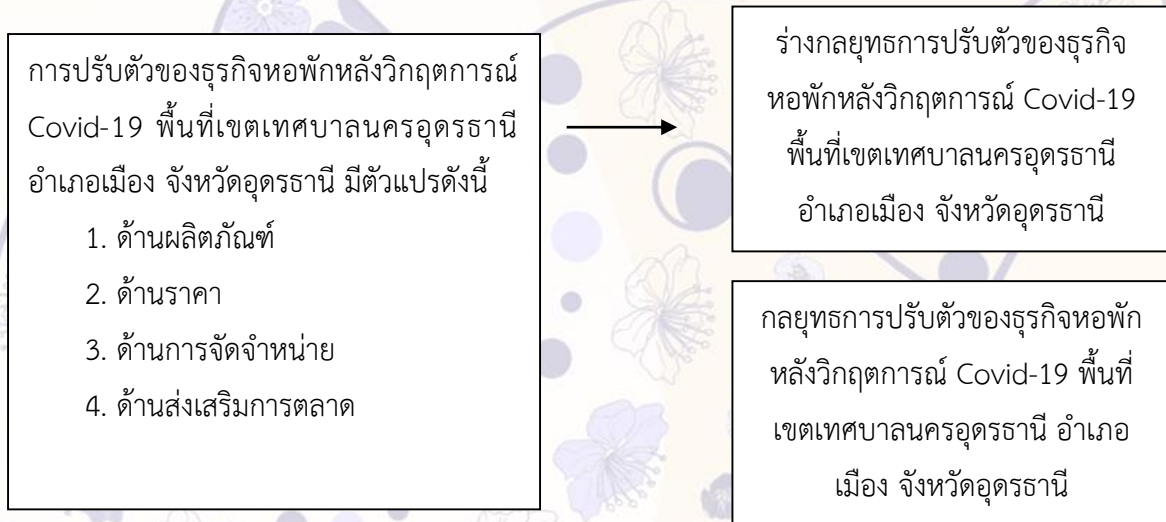 การปรับตัวของธุรกิจหอพักหลังวิกฤตการณ์
Covid-19 พื้นที่เขตเทศบาลนครอุดรธานี
อำเภอเมือง จังหวัดอุดรธานี มีตัวแปรดังนี้
1. ด้านผลิตภัณฑ์
2. ด้านราคา
3. ด้านการจัดจำหน่าย
4. ด้านส่งเสริมการตลาด
ร่างกลยุทธการปรับตัวของธุรกิจ
หอพักหลังวิกฤตการณ์ Covid-19
พื้นที่เขตเทศบาลนครอุดรธานี
อำเภอเมือง จังหวัดอุดรธานี
กลยุทธการปรับตัวของธุรกิจหอพัก
หลังวิกฤตการณ์ Covid-19 พื้นที่
เขตเทศบาลนครอุดรธานี อำเภอ
เมือง จังหวัดอุดรธานี